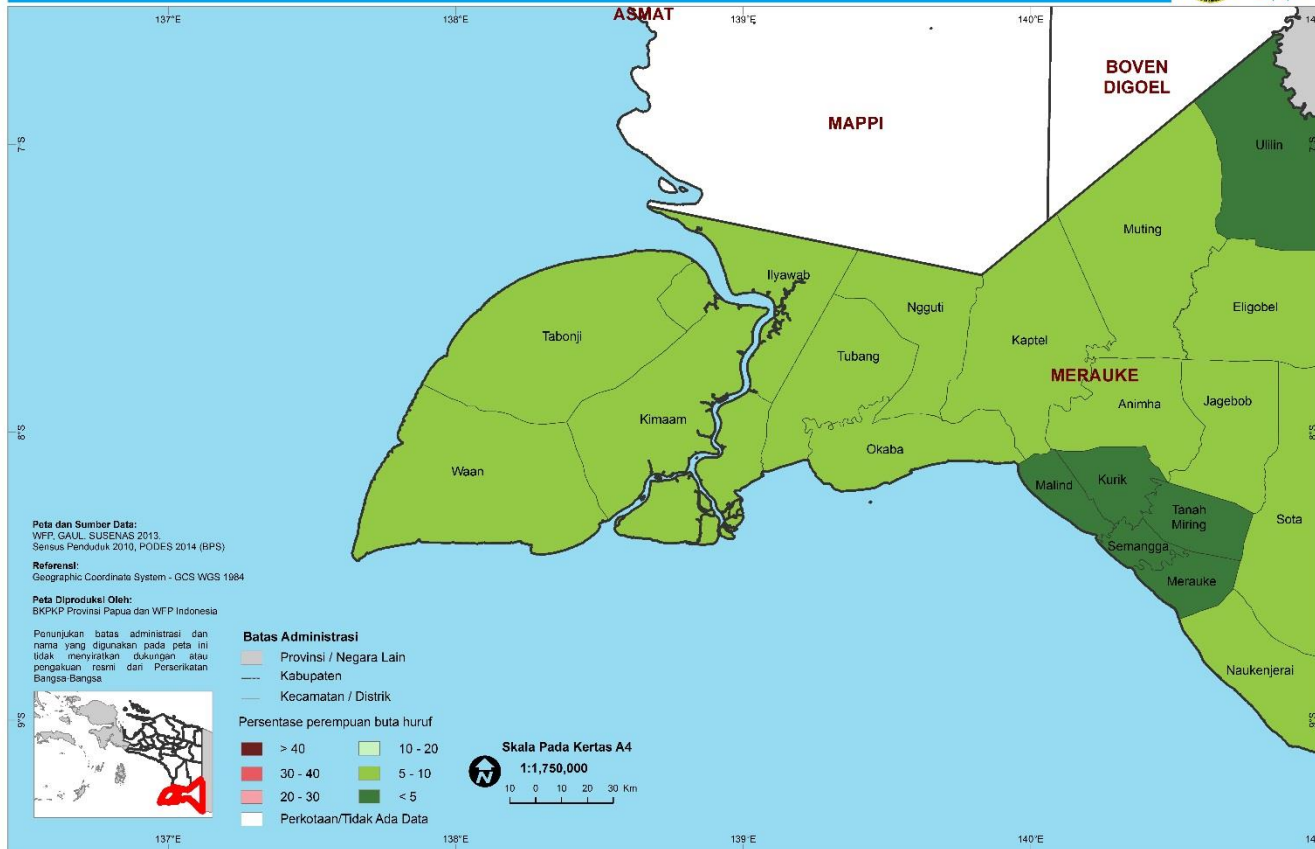 137°E
138°E
ASMAT
139°E
140°E
14
BOVEN
DIGOEL
MAPPI
7°S
7°S
Ulilin
Muting
Ilyawab
Ngguti
Eligobel
Tabonji
Kaptel
Tubang
MERAUKE
Animha
Jagebob
Kimaam
8°S
8°S
Okaba
Waan
Malind
Kurik
Tanah
Miring
Sota
Semangga
Merauke
Naukenjerai
Peta dan Sumber Data:
WFP, GAUL, SUSENAS 2013,
Sensus Penduduk 2010, PODES 2014 (BPS)
Referensi:
Geographic Coordinate System - GCS WGS 1984
Peta Diproduksi Oleh:
BKPKP Provinsi Papua dan WFP Indonesia
Penunjukan batas administrasi dan
nama yang digunakan pada peta ini
tidak menyiratkan dukungan atau
pengakuan resmi dari Perserikatan
Bangsa-Bangsa
Batas Administrasi
Provinsi / Negara Lain
Kabupaten
Kecamatan / Distrik
Persentase perempuan buta huruf
> 40
30 - 40
20 - 30
10 - 20
5 - 10
< 5
Perkotaan/Tidak Ada Data
N
Skala Pada Kertas A4
1:1,750,000
10 0 10 20 30 Km
9°S
9°S
137°E
138°E
139°E
140°E
14